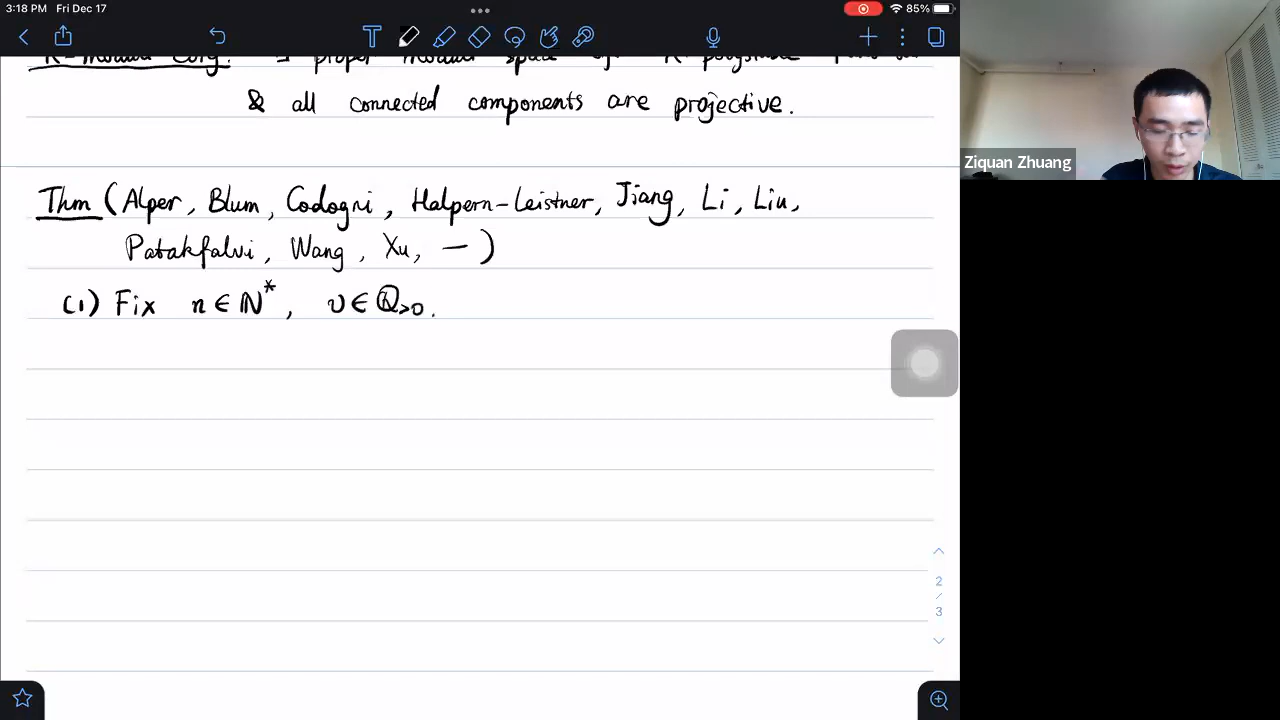 3:18 PM Fri Dec 17
85%
& all connected components are projective.
Ziquan Zhuang
Thm (Alper, Blum, Codogni, Halpern-Leistner, Jiang, Li, Liu,
Patakfalvi, Wang, Xu, —)
(1) Fix n ∈ ℕ*, v ∈ ℚ>0.
2
/
3